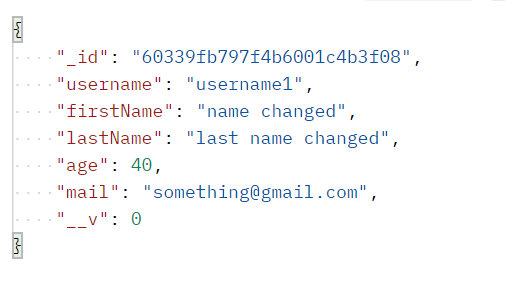 {
"_id": "60339fb797f4b6001c4b3f08",
"username": "username1",
"firstName": "name changed",
"lastName": "last name changed",
"age": 40,
"mail": "something@gmail.com",
"__v": 0
}